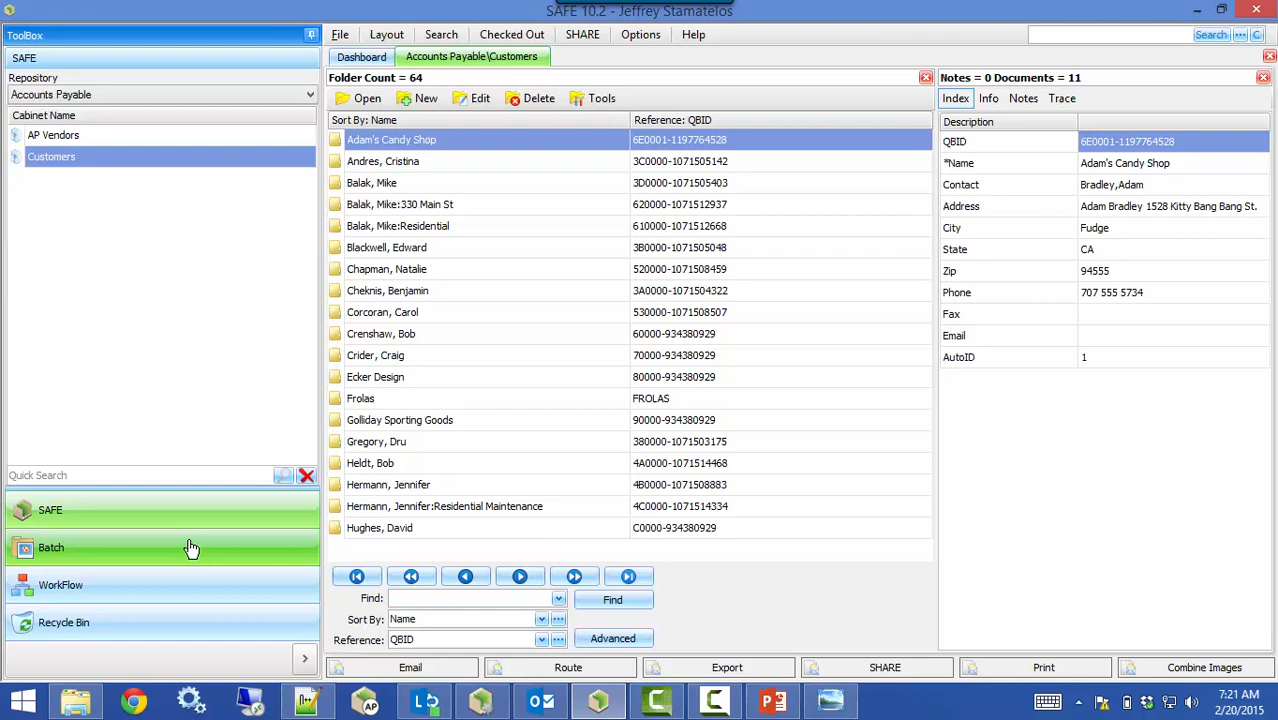 SAFE 10.2 - Jeffrey Stamatelos
ToolBox
File Layout Search Checked Out SHARE Options Help
Search
C
SAFE
Dashboard
Accounts Payable\Customers
Repository
Accounts Payable
Cabinet Name
AP Vendors
Customers
Quick Search
SAFE
Batch
WorkFlow
Recycle Bin
Folder Count = 64
Open New Edit Delete Tools
Sort By: Name Reference: QBID
Adam's Candy Shop 6E0001-1197764528
Andres, Cristina 3C0000-1071505142
Balak, Mike 3D0000-1071505403
Balak, Mike:330 Main St 620000-1071512937
Balak, Mike:Residential 610000-1071512668
Blackwell, Edward 3B0000-1071505048
Chapman, Natalie 520000-1071508459
Cheknis, Benjamin 3A0000-1071504322
Corcoran, Carol 530000-1071508507
Crenshaw, Bob 60000-934380929
Crider, Craig 70000-934380929
Ecker Design 80000-934380929
Frolas FROLAS
Golliday Sporting Goods 90000-934380929
Gregory, Dru 380000-1071503175
Heldt, Bob 4A0000-1071514468
Hermann, Jennifer 4B0000-1071508883
Hermann, Jennifer:Residential Maintenance 4C0000-1071514334
Hughes, David C0000-934380929
Find: Find
Sort By: Name
Reference: QBID Advanced
Notes = 0 Documents = 11
Index Info Notes Trace
Description
QBID 6E0001-1197764528
*Name Adam's Candy Shop
Contact Bradley,Adam
Address Adam Bradley 1528 Kitty Bang Bang St.
City Fudge
State CA
Zip 94555
Phone 707 555 5734
Fax
Email
AutoID 1
Email Route Export SHARE Print Combine Images
AP
7:21 AM
2/20/2015